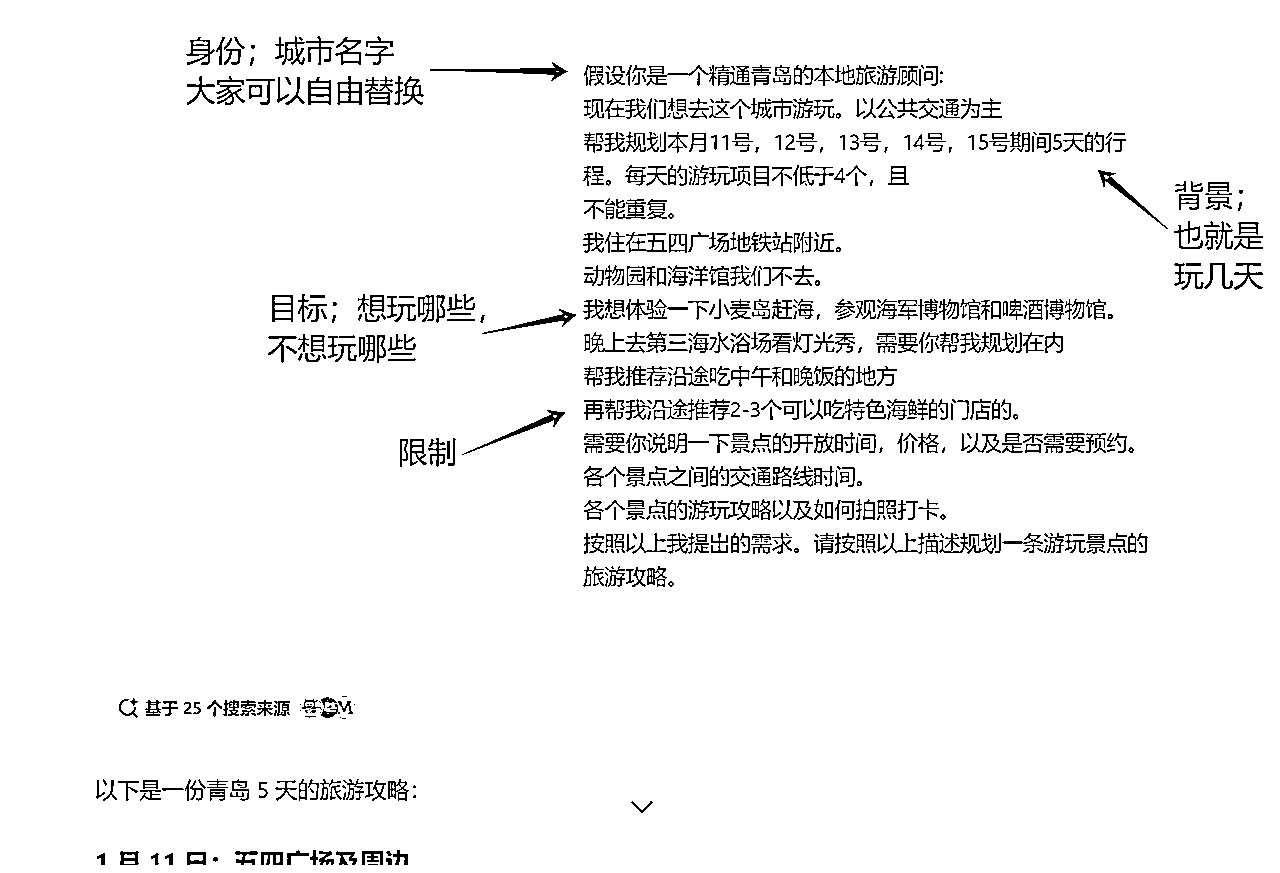 身份；城市名字
大家可以自由替换
假设你是一个精通青岛的本地旅游顾问:
现在我们想去这个城市游玩。以公共交通为主
帮我规划本月11号，12号，13号，14号，15号期间5天的行
程。每天的游玩项目不低于4个，且
不能重复。
我住在五四广场地铁站附近。
动物园和海洋馆我们不去。
我想体验一下小麦岛赶海，参观海军博物馆和啤酒博物馆。
晚上去第三海水浴场看灯光秀，需要你帮我规划在内
帮我推荐沿途吃中午和晚饭的地方
再帮我沿途推荐2-3个可以吃特色海鲜的门店的。
需要你说明一下景点的开放时间，价格，以及是否需要预约。
各个景点之间的交通路线时间。
各个景点的游玩攻略以及如何拍照打卡。
按照以上我提出的需求。请按照以上描述规划一条游玩景点的
旅游攻略。
背景；
也就是
玩几天
目标；想玩哪些，
不想玩哪些
限制
基于 25 个搜索来源
以下是一份青岛 5 天的旅游攻略：
1 月 11 日：五四广场及周边